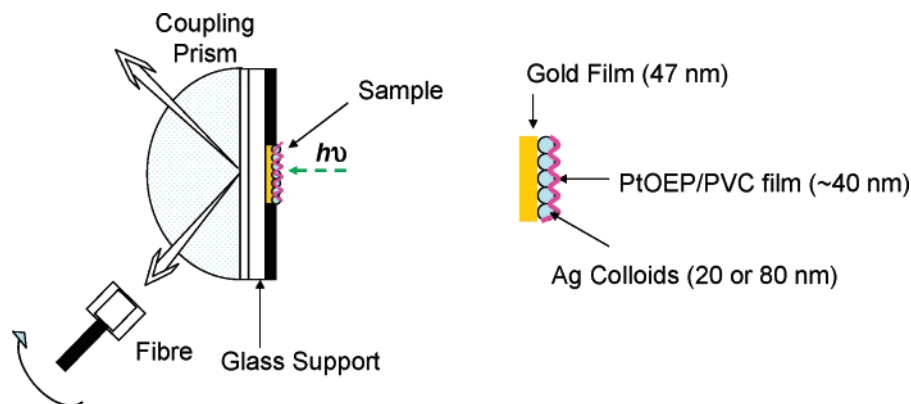 Coupling
Prism
Sample
hυ
Fibre
Glass Support
Gold Film (47 nm)
PtOEP/PVC film (~40 nm)
Ag Colloids (20 or 80 nm)